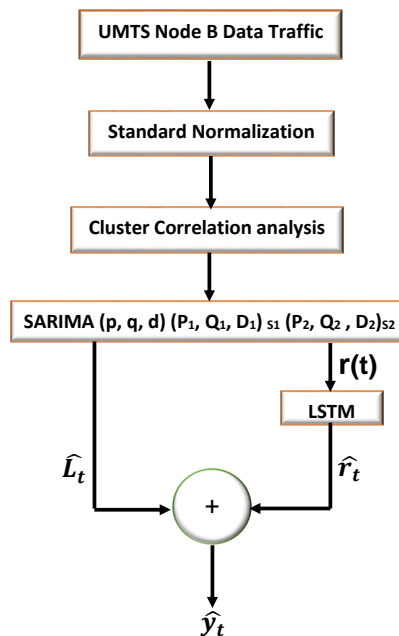 UMTS Node B Data Traffic
Standard Normalization
Cluster Correlation analysis
SARIMA (p, q, d) (P₁, Q₁, D₁) S1 (P₂, Q₂ , D₂)S2
r(t)
LSTM
L̂ₜ
r̂ₜ
+
ŷₜ